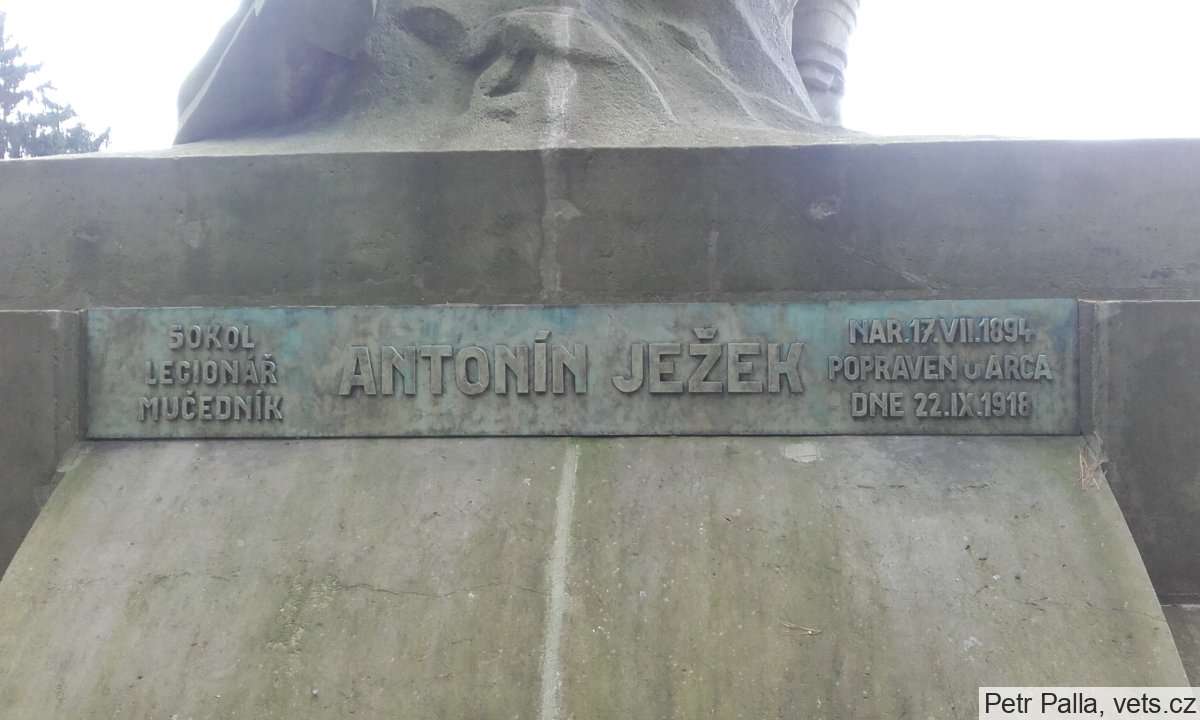 SOKOL
LEGIONÁŘ
MUČEDNÍK
ANTONÍN JEŽEK
NAR.17.VII.1894
POPRAVEN U ARCA
DNE 22.IX.1918
Petr Palla, vets.cz